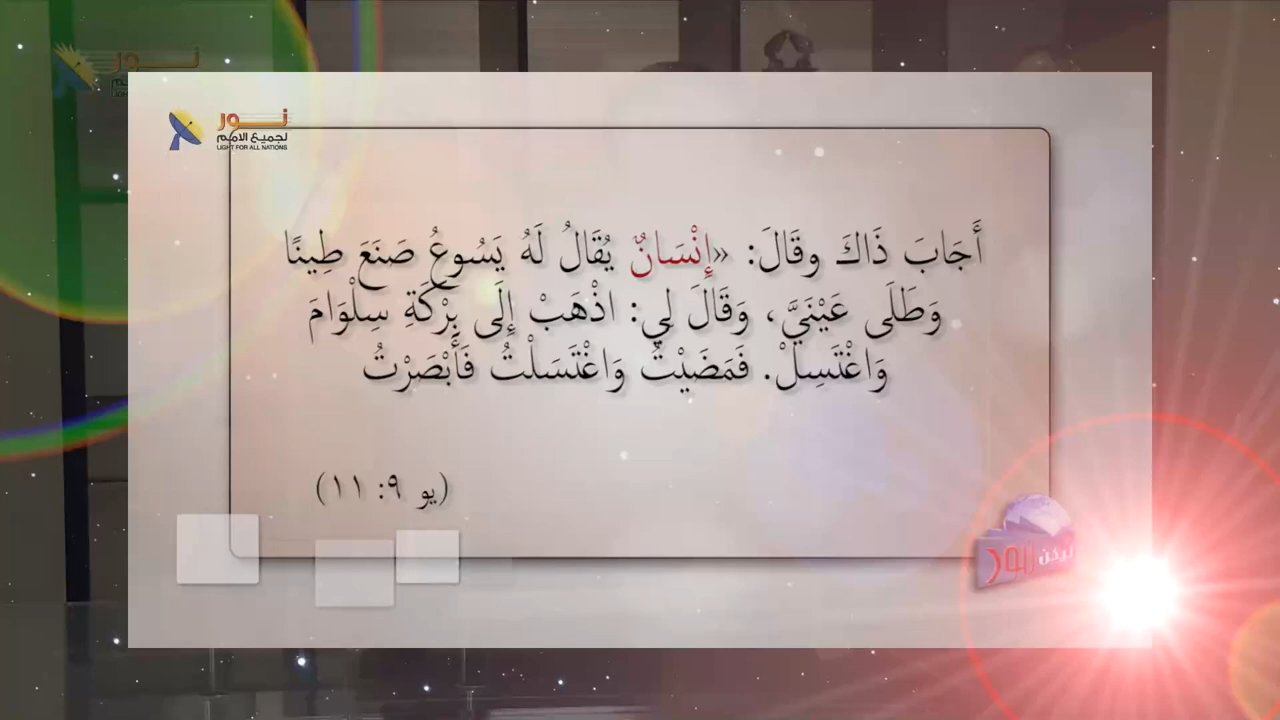 نور
لجميع الامم
LIGHT FOR ALL NATIONS
أَجَابَ ذَاكَ وقَالَ: «إِنْسَانٌ يُقَالُ لَهُ يَسُوعُ صَنَعَ طِينًا
وَطَلَى عَيْنَيَّ، وَقَالَ لِي: اذْهَبْ إِلَى بِرْكَةِ سِلْوَامَ
وَاغْتَسِلْ. فَمَضَيْتُ وَاغْتَسَلْتُ فَأَبْصَرْتُ
(يو ٩: ١١)
ليكن نور